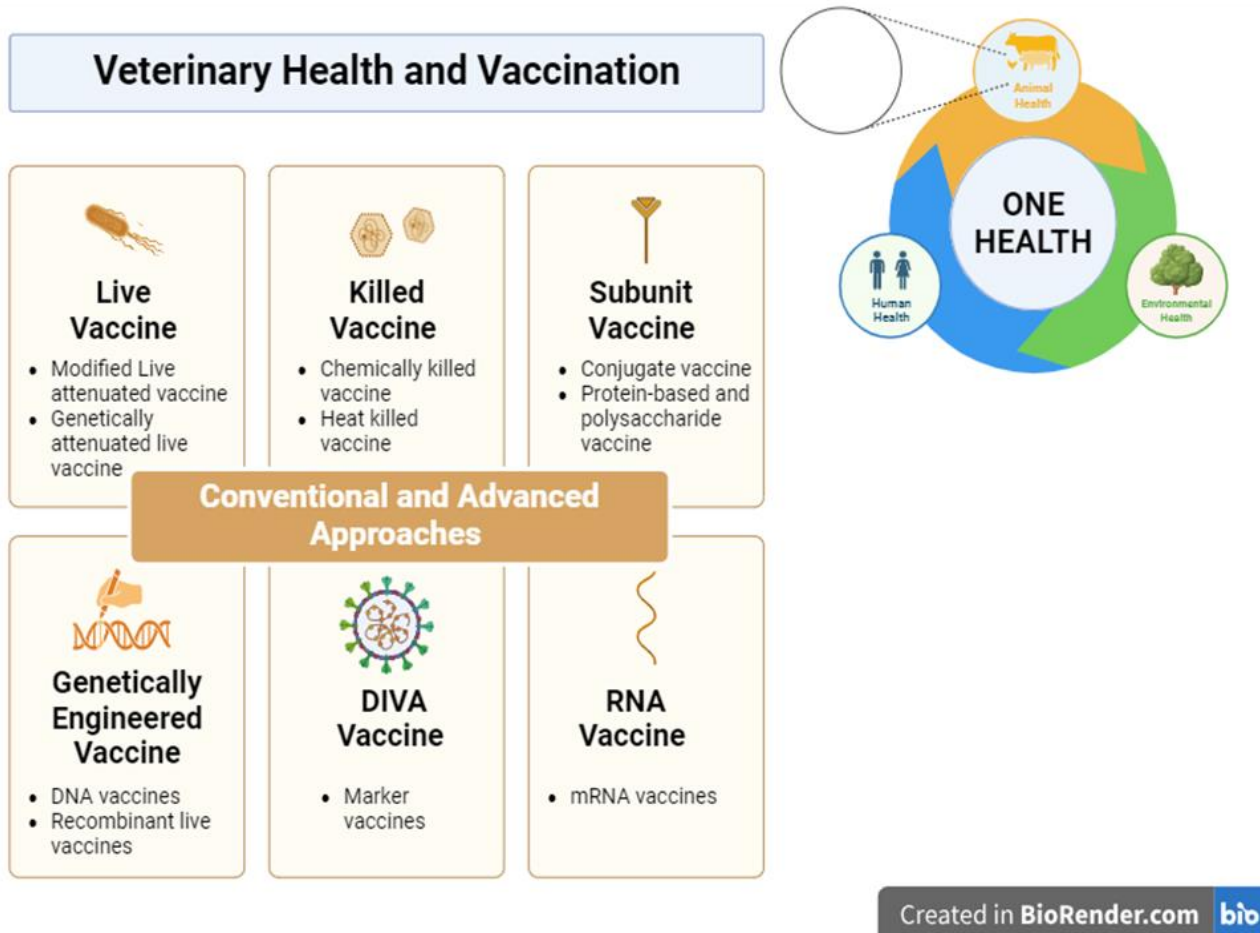 Veterinary Health and Vaccination
Live
Vaccine
• Modified Live
attenuated vaccine
• Genetically
attenuated live
vaccine
Killed
Vaccine
• Chemically killed
vaccine
• Heat killed
vaccine
Subunit
Vaccine
• Conjugate vaccine
• Protein-based and
polysaccharide
vaccine
Conventional and Advanced
Approaches
Genetically
Engineered
Vaccine
• DNA vaccines
• Recombinant live
vaccines
DIVA
Vaccine
• Marker
vaccines
RNA
Vaccine
• mRNA vaccines
Animal
Health
ONE
HEALTH
Human
Health
Environmental
Health
Created in BioRender.com bio